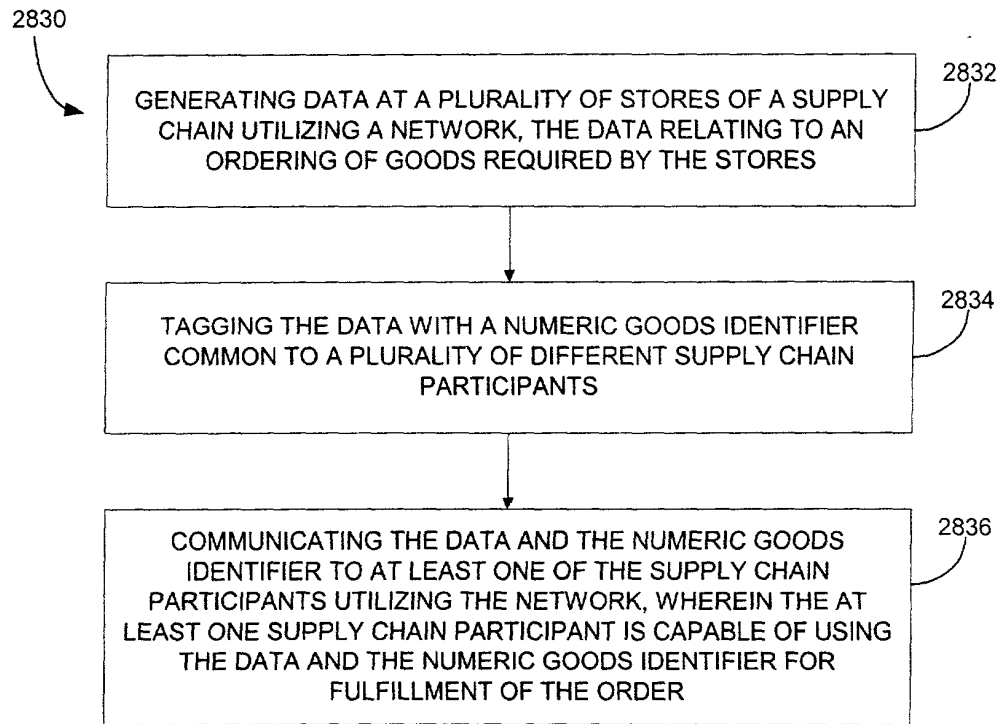 2830
2832
GENERATING DATA AT A PLURALITY OF STORES OF A SUPPLY
CHAIN UTILIZING A NETWORK, THE DATA RELATING TO AN
ORDERING OF GOODS REQUIRED BY THE STORES
2834
TAGGING THE DATA WITH A NUMERIC GOODS IDENTIFIER
COMMON TO A PLURALITY OF DIFFERENT SUPPLY CHAIN
PARTICIPANTS
2836
COMMUNICATING THE DATA AND THE NUMERIC GOODS
IDENTIFIER TO AT LEAST ONE OF THE SUPPLY CHAIN
PARTICIPANTS UTILIZING THE NETWORK, WHEREIN THE AT
LEAST ONE SUPPLY CHAIN PARTICIPANT IS CAPABLE OF USING
THE DATA AND THE NUMERIC GOODS IDENTIFIER FOR
FULFILLMENT OF THE ORDER